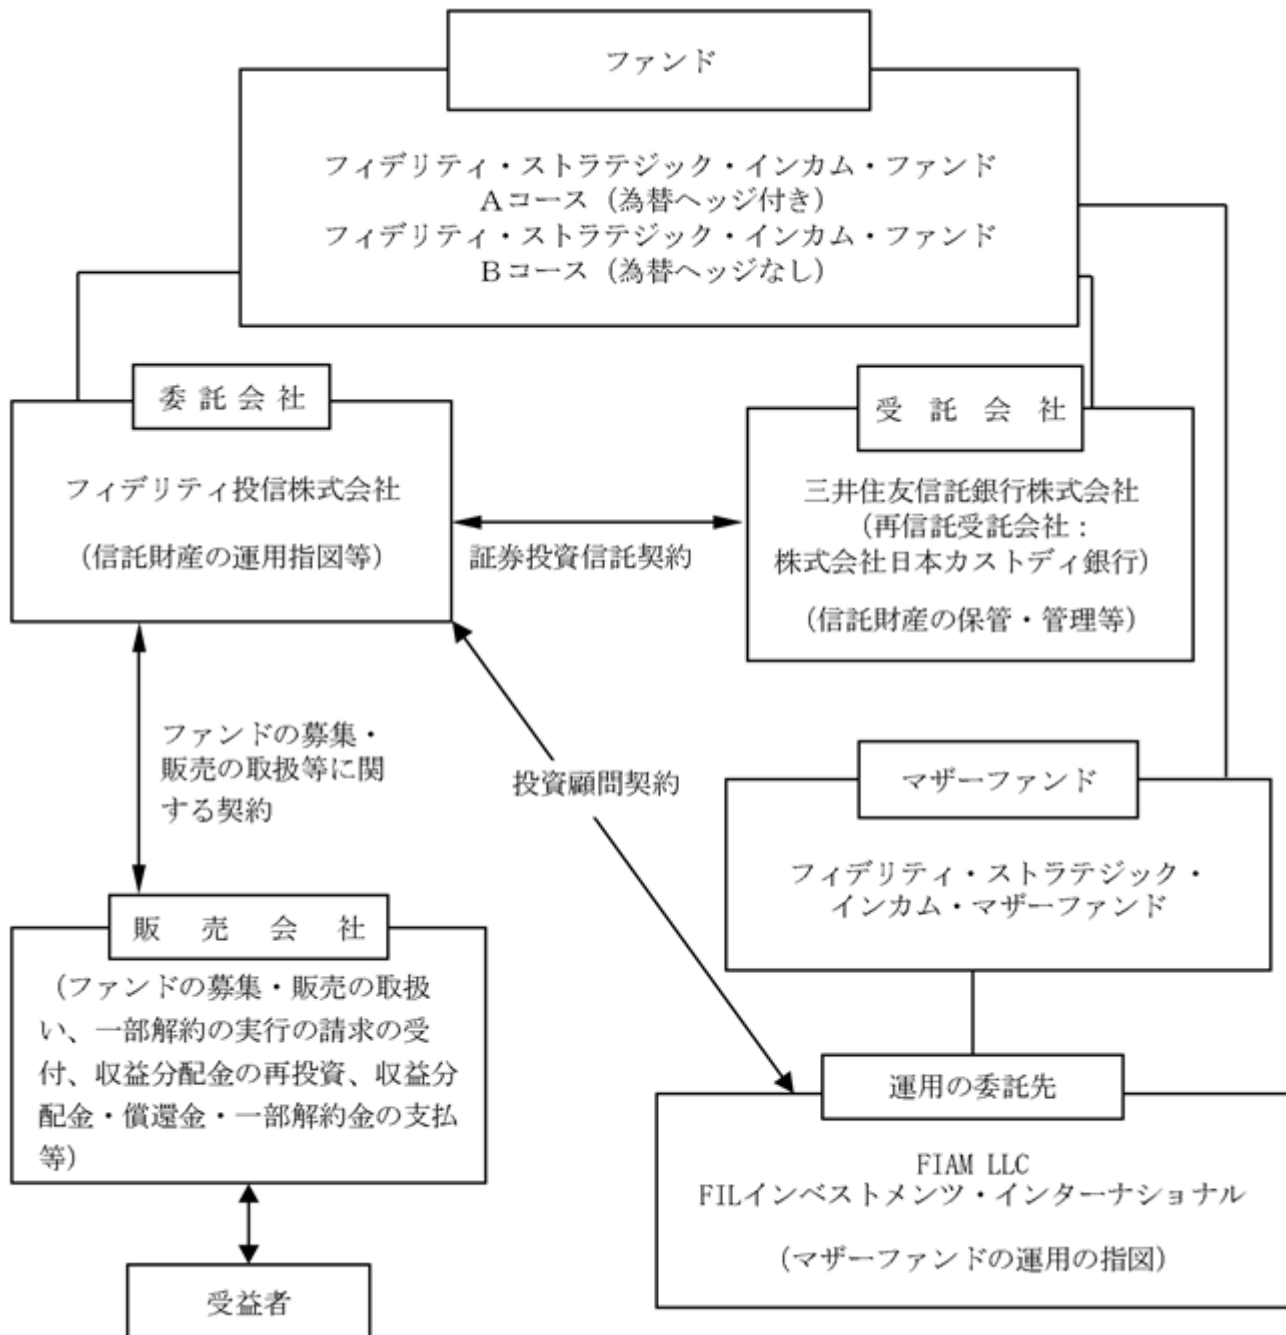 ファンド
フィデリティ・ストラテジック・インカム・ファンド
Ａコース（為替ヘッジ付き）
フィデリティ・ストラテジック・インカム・ファンド
Ｂコース（為替ヘッジなし）
委託会社
フィデリティ投信株式会社
（信託財産の運用指図等）
証券投資信託契約
受託会社
三井住友信託銀行株式会社
（再信託受託会社：
株式会社日本カストディ銀行）
（信託財産の保管・管理等）
ファンドの募集・
販売の取扱等に関
する契約
投資顧問契約
マザーファンド
フィデリティ・ストラテジック・
インカム・マザーファンド
販売会社
（ファンドの募集・販売の取扱
い、一部解約の実行の請求の受
付、収益分配金の再投資、収益分
配金・償還金・一部解約金の支払
等）
運用の委託先
FIAM LLC
FILインベストメンツ・インターナショナル
（マザーファンドの運用の指図）
受益者